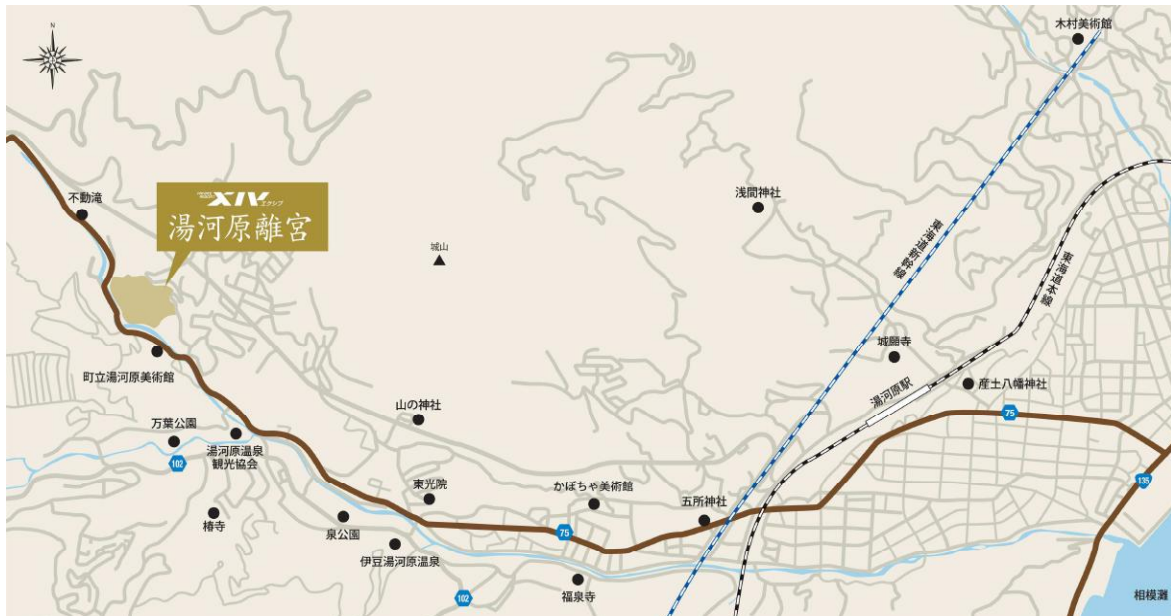 N
木村美術館
不動滝
XIV
エクシブ
湯河原離宮
浅間神社
城山
東海道新幹線
東海道本線
城願寺
町立湯河原美術館
湯河原駅
産土八幡神社
山の神社
75
万葉公園
湯河原温泉
観光協会
102
135
東光院
かぼちゃ美術館
五所神社
椿寺
泉公園
75
伊豆湯河原温泉
福泉寺
102
相模灘